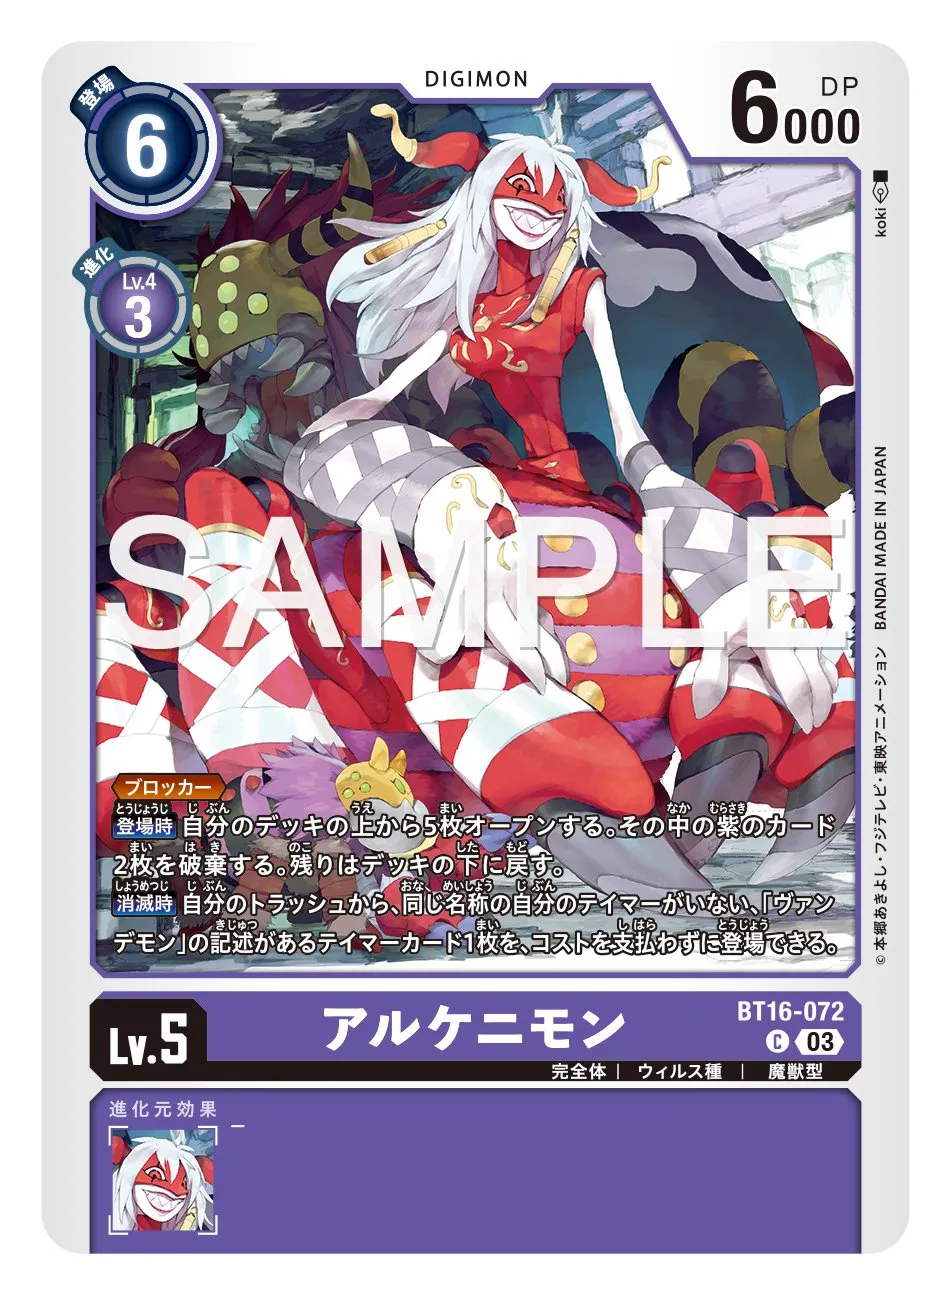 DIGIMON
登場
6
DP
6000
進化
Lv.4
3
koki
SAMPLE
ブロッカー
登場時 自分のデッキの上から5枚オープンする。その中の紫のカード
2枚を破棄する。残りはデッキの下に戻す。
消滅時 自分のトラッシュから、同じ名称の自分のテイマーがいない、「ヴァン
デモン」の記述があるテイマーカード1枚を、コストを支払わずに登場できる。
©本郷あきよし・フジテレビ・東映アニメーション BANDAI MADE IN JAPAN
Lv.5
アルケニモン
BT16-072
C 03
完全体 | ウィルス種 | 魔獣型
進化元効果
ー